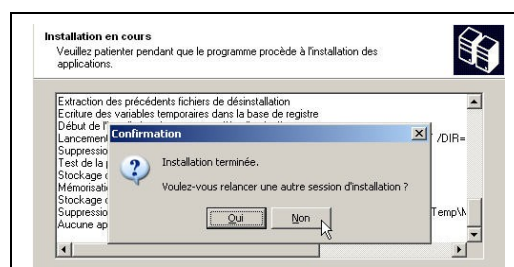 Installation en cours
Veuillez patienter pendant que le programme procède à l'installation des
applications.
Extraction des précédents fichiers de désinstallation
Ecriture des variables temporaires dans la base de registre
Début de
Confirmation
Lancement
/DIR=
Suppressio
Installation terminée.
Test de la
Stockage
Voulez-vous relancer une autre session d'installation ?
Mémorisati
Stockage
Suppressio
Oui
Non
Temp\
Aucune ap